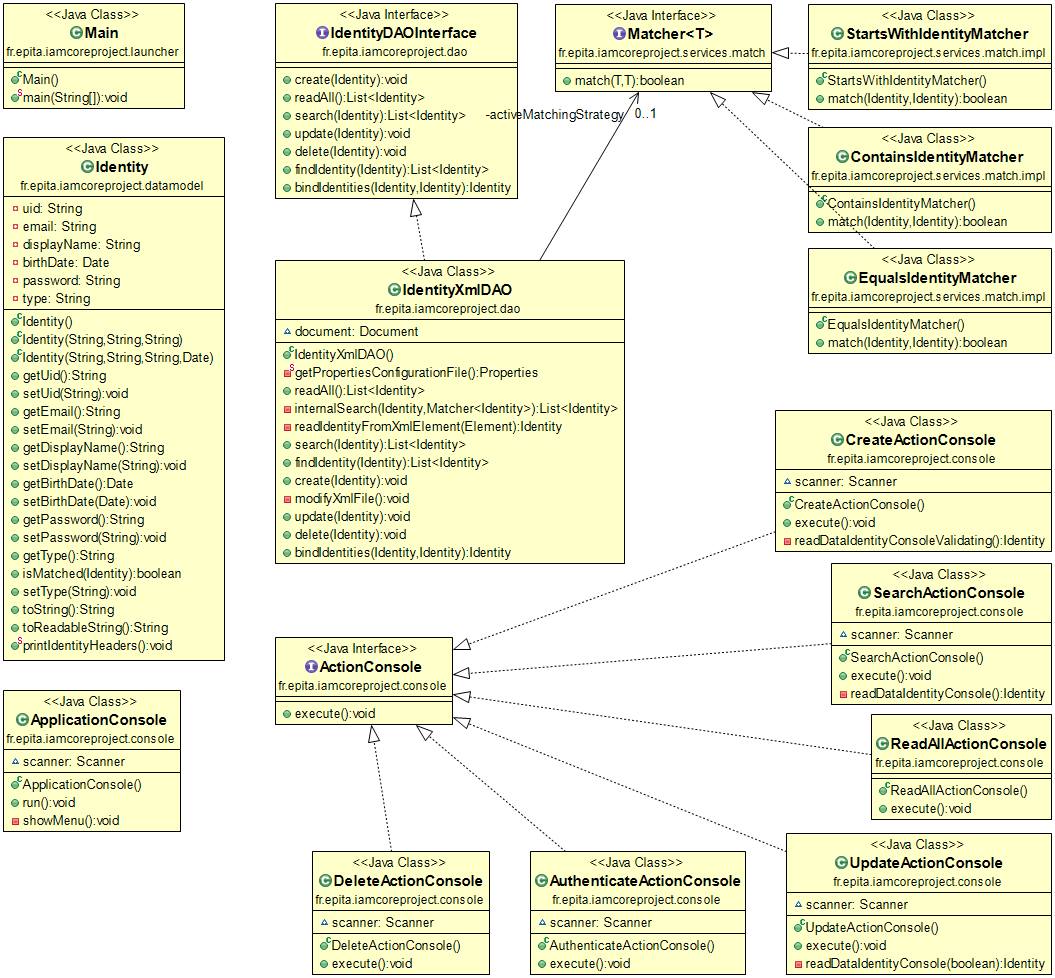 <<Java Class>>
Main
fr.epita.iamcoreproject.launcher
Main()
main(String[]):void
<<Java Interface>>
IdentityDAOInterface
fr.epita.iamcoreproject.dao
create(Identity):void
readAll():List<Identity>
search(Identity):List<Identity>
update(Identity):void
delete(Identity):void
findIdentity(Identity):List<Identity>
bindIdentities(Identity,Identity):Identity
<<Java Interface>>
Matcher<T>
fr.epita.iamcoreproject.services.match
match(T,T):boolean
-activeMatchingStrategy 0..1
<<Java Class>>
StartsWithIdentityMatcher
fr.epita.iamcoreproject.services.match.impl
StartsWithIdentityMatcher()
match(Identity,Identity):boolean
<<Java Class>>
ContainsIdentityMatcher
fr.epita.iamcoreproject.services.match.impl
ContainsIdentityMatcher()
match(Identity,Identity):boolean
<<Java Class>>
EqualsIdentityMatcher
fr.epita.iamcoreproject.services.match.impl
EqualsIdentityMatcher()
match(Identity,Identity):boolean
<<Java Class>>
Identity
fr.epita.iamcoreproject.datamodel
uid: String
email: String
displayName: String
birthDate: Date
password: String
type: String
Identity()
Identity(String,String,String)
Identity(String,String,String,Date)
getUid():String
setUid(String):void
getEmail():String
setEmail(String):void
getDisplayName():String
setDisplayName(String):void
getBirthDate():Date
setBirthDate(Date):void
getPassword():String
setPassword(String):void
getType():String
isMatched(Identity):boolean
setType(String):void
toString():String
toReadableString():String
printIdentityHeaders():void
<<Java Class>>
IdentityXmlDAO
fr.epita.iamcoreproject.dao
document: Document
IdentityXmlDAO()
getPropertiesConfigurationFile():Properties
readAll():List<Identity>
internalSearch(Identity,Matcher<Identity>):List<Identity>
readIdentityFromXmlElement(Element):Identity
search(Identity):List<Identity>
findIdentity(Identity):List<Identity>
create(Identity):void
modifyXmlFile():void
update(Identity):void
delete(Identity):void
bindIdentities(Identity,Identity):Identity
<<Java Class>>
CreateActionConsole
fr.epita.iamcoreproject.console
scanner: Scanner
CreateActionConsole()
execute():void
readDataIdentityConsoleValidating():Identity
<<Java Class>>
SearchActionConsole
fr.epita.iamcoreproject.console
scanner: Scanner
SearchActionConsole()
execute():void
readDataIdentityConsole():Identity
<<Java Interface>>
ActionConsole
fr.epita.iamcoreproject.console
execute():void
<<Java Class>>
ApplicationConsole
fr.epita.iamcoreproject.console
scanner: Scanner
ApplicationConsole()
run():void
showMenu():void
<<Java Class>>
ReadAllActionConsole
fr.epita.iamcoreproject.console
ReadAllActionConsole()
execute():void
<<Java Class>>
DeleteActionConsole
fr.epita.iamcoreproject.console
scanner: Scanner
DeleteActionConsole()
execute():void
<<Java Class>>
AuthenticateActionConsole
fr.epita.iamcoreproject.console
scanner: Scanner
AuthenticateActionConsole()
execute():void
<<Java Class>>
UpdateActionConsole
fr.epita.iamcoreproject.console
scanner: Scanner
UpdateActionConsole()
execute():void
readDataIdentityConsole(boolean):Identity